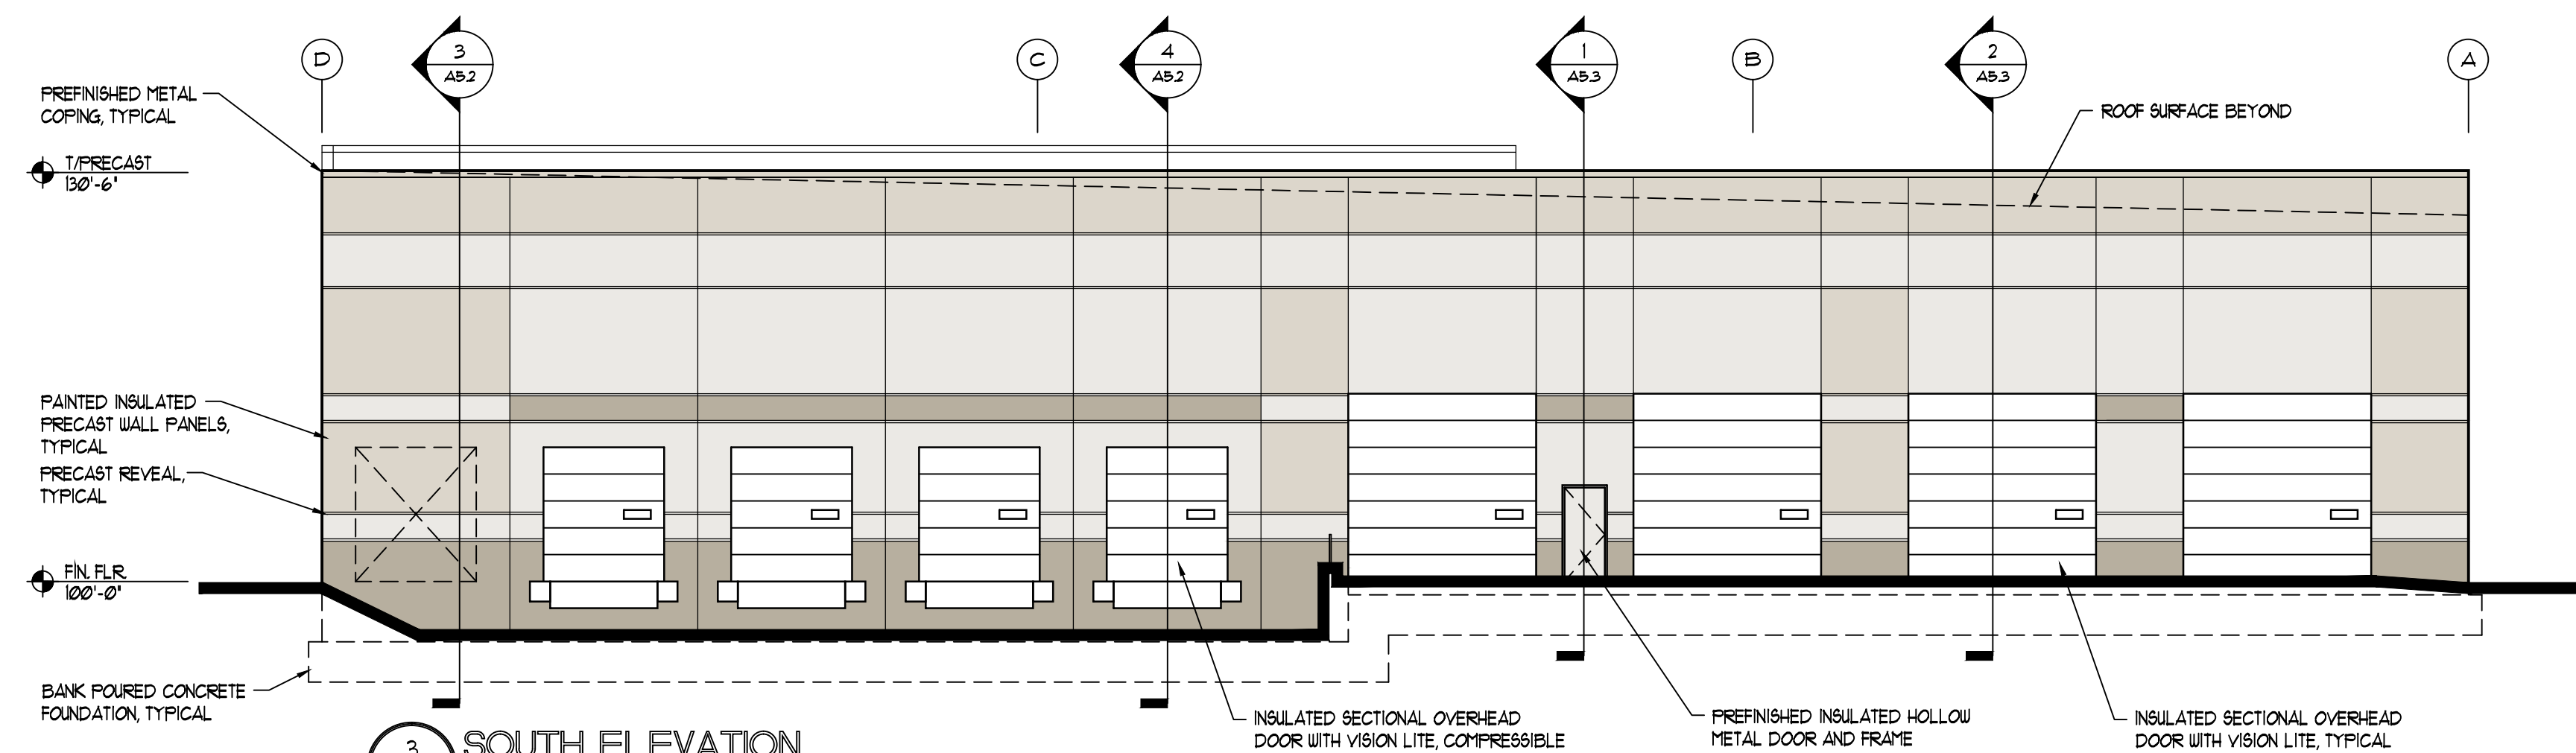 D
3
A5.2
C
4
A5.2
1
A5.3
B
2
A5.3
A
PREFINISHED METAL
COPING, TYPICAL
ROOF SURFACE BEYOND
T/PRECAST
130'-6"
PAINTED INSULATED
PRECAST WALL PANELS,
TYPICAL
PRECAST REVEAL,
TYPICAL
FIN. FLR.
100'-0"
BANK POURED CONCRETE
FOUNDATION, TYPICAL
INSULATED SECTIONAL OVERHEAD
DOOR WITH VISION LITE, COMPRESSIBLE
PREFINISHED INSULATED HOLLOW
METAL DOOR AND FRAME
INSULATED SECTIONAL OVERHEAD
DOOR WITH VISION LITE, TYPICAL
3
SOUTH ELEVATION